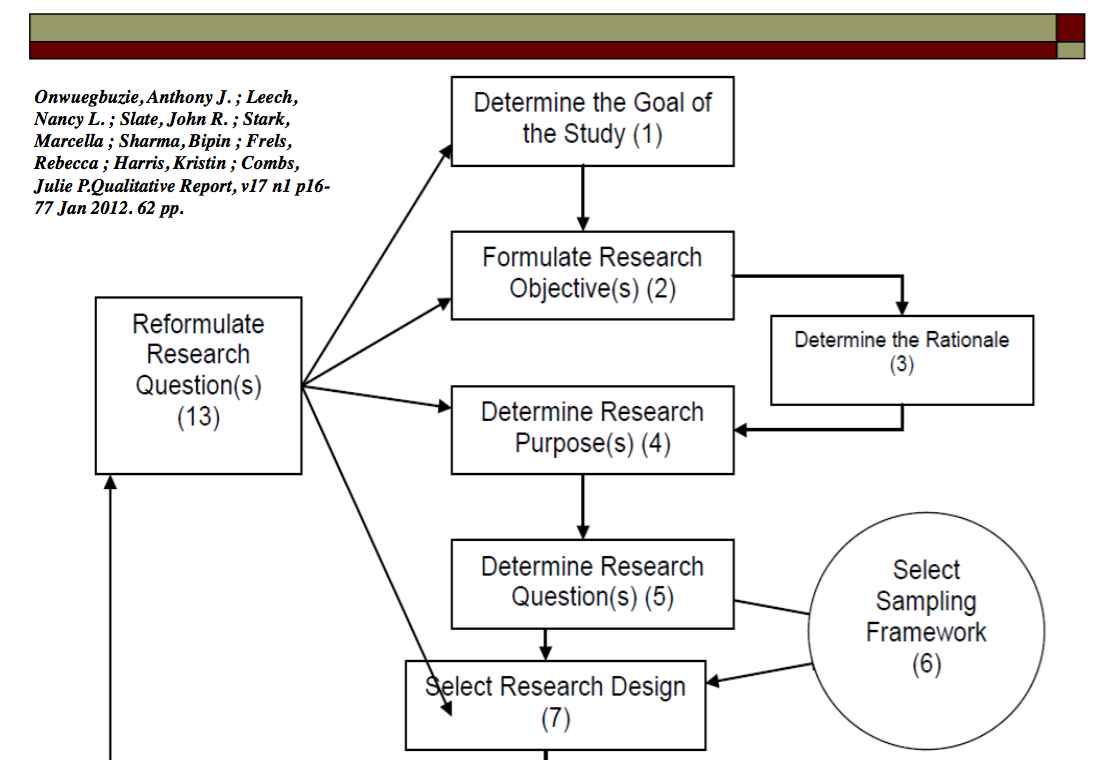 Onwuegbuzie, Anthony J. ; Leech,
Nancy L. ; Slate, John R. ; Stark,
Marcella ; Sharma, Bipin ; Frels,
Rebecca ; Harris, Kristin ; Combs,
Julie P.Qualitative Report, v17 n1 p16-
77 Jan 2012. 62 pp.
Determine the Goal of
the Study (1)
Formulate Research
Objective(s) (2)
Determine the Rationale
(3)
Reformulate
Research
Question(s)
(13)
Determine Research
Purpose(s) (4)
Determine Research
Question(s) (5)
Select
Sampling
Framework
(6)
Select Research Design
(7)